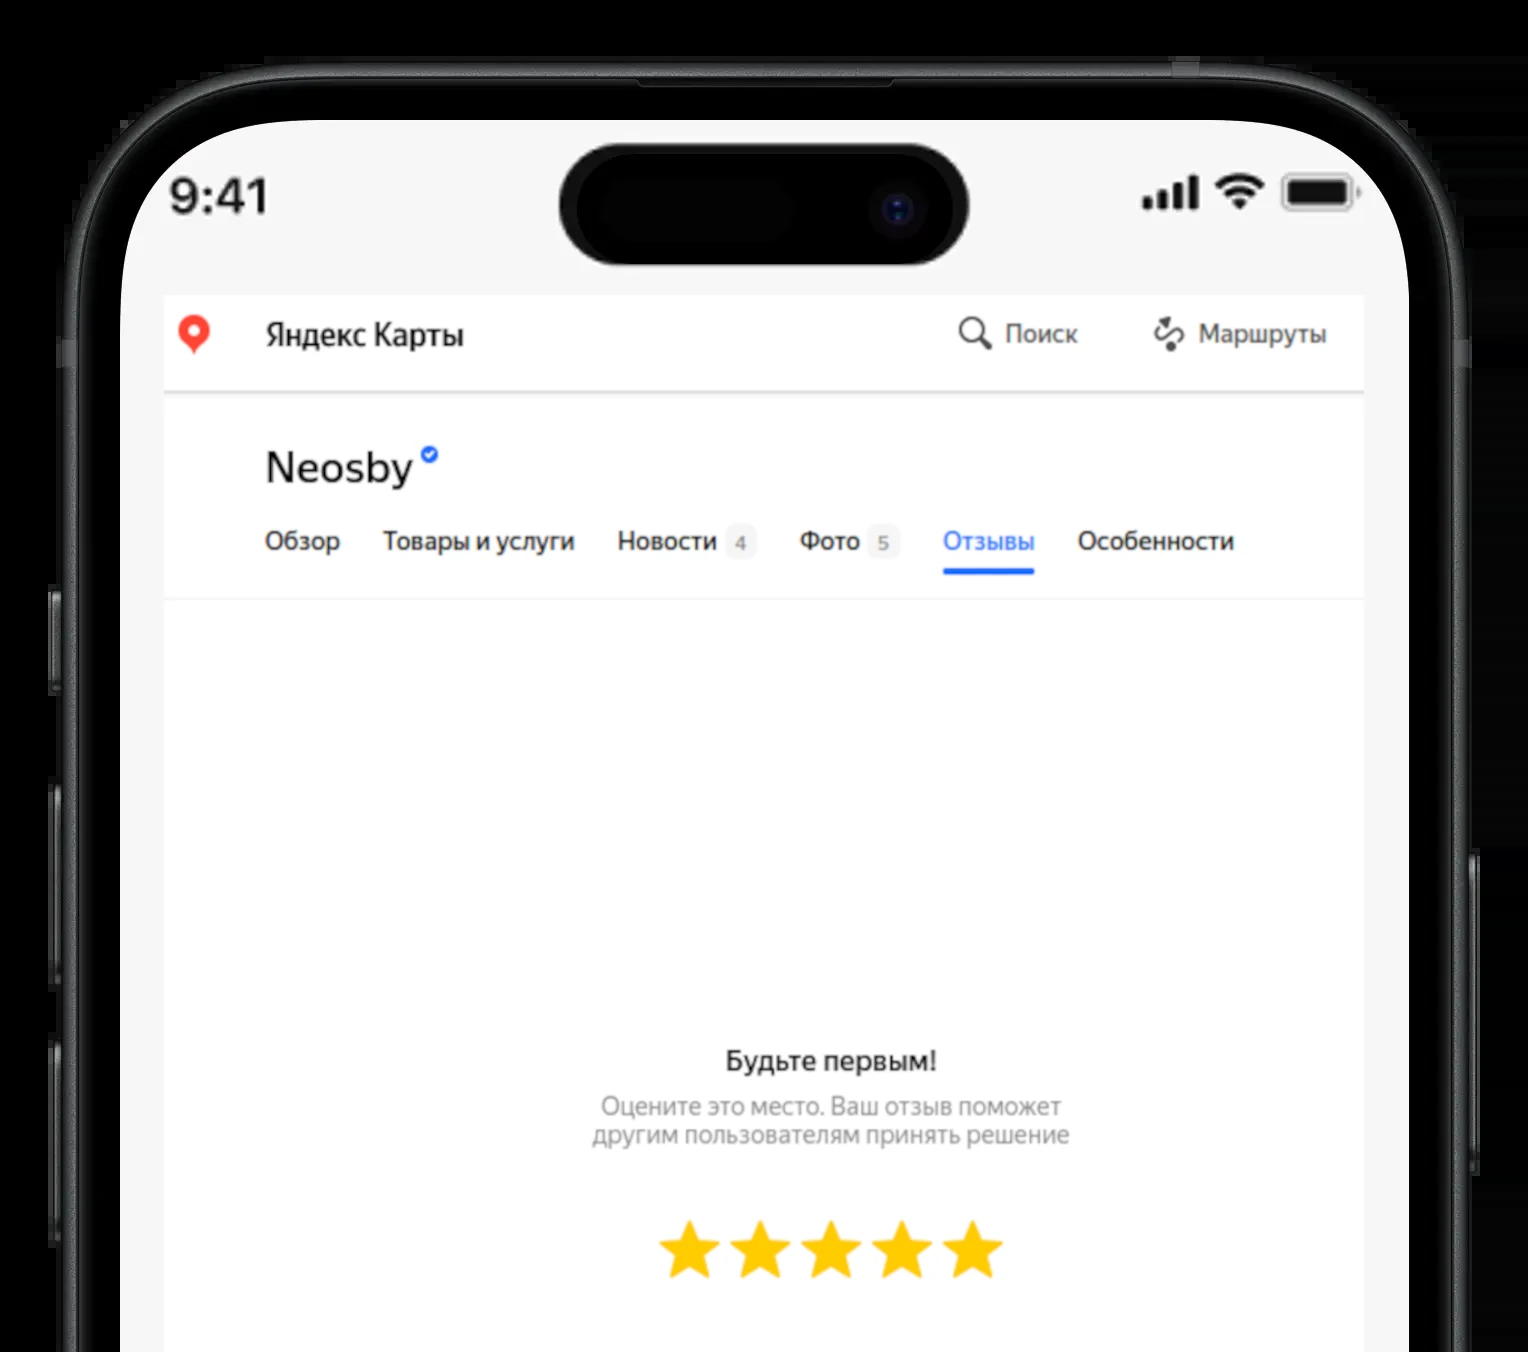 9:41
Яндекс Карты Поиск Маршруты
Neosby
Обзор Товары и услуги Новости 4 Фото 5 Отзывы Особенности
Будьте первым!
Оцените это место. Ваш отзыв поможет
другим пользователям принять решение